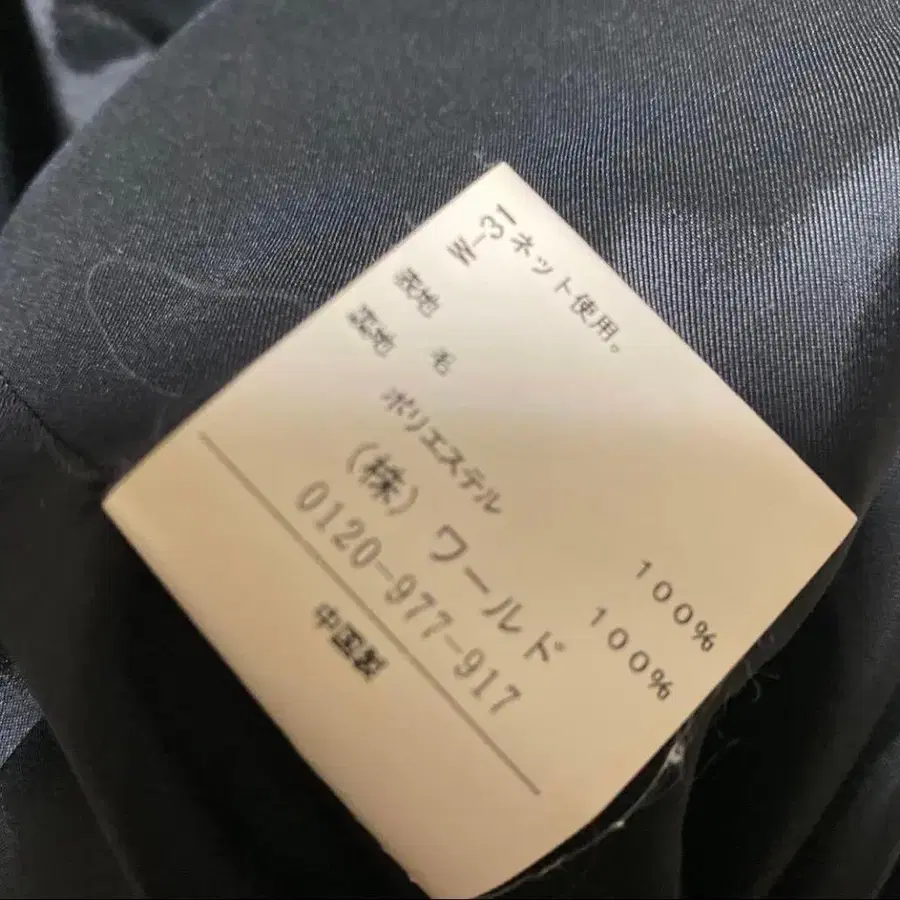 ネット使用。
W-31
表地 毛 100%
裏地 ポリエステル 100%
(株) ワールド
0120-977-917
中国製